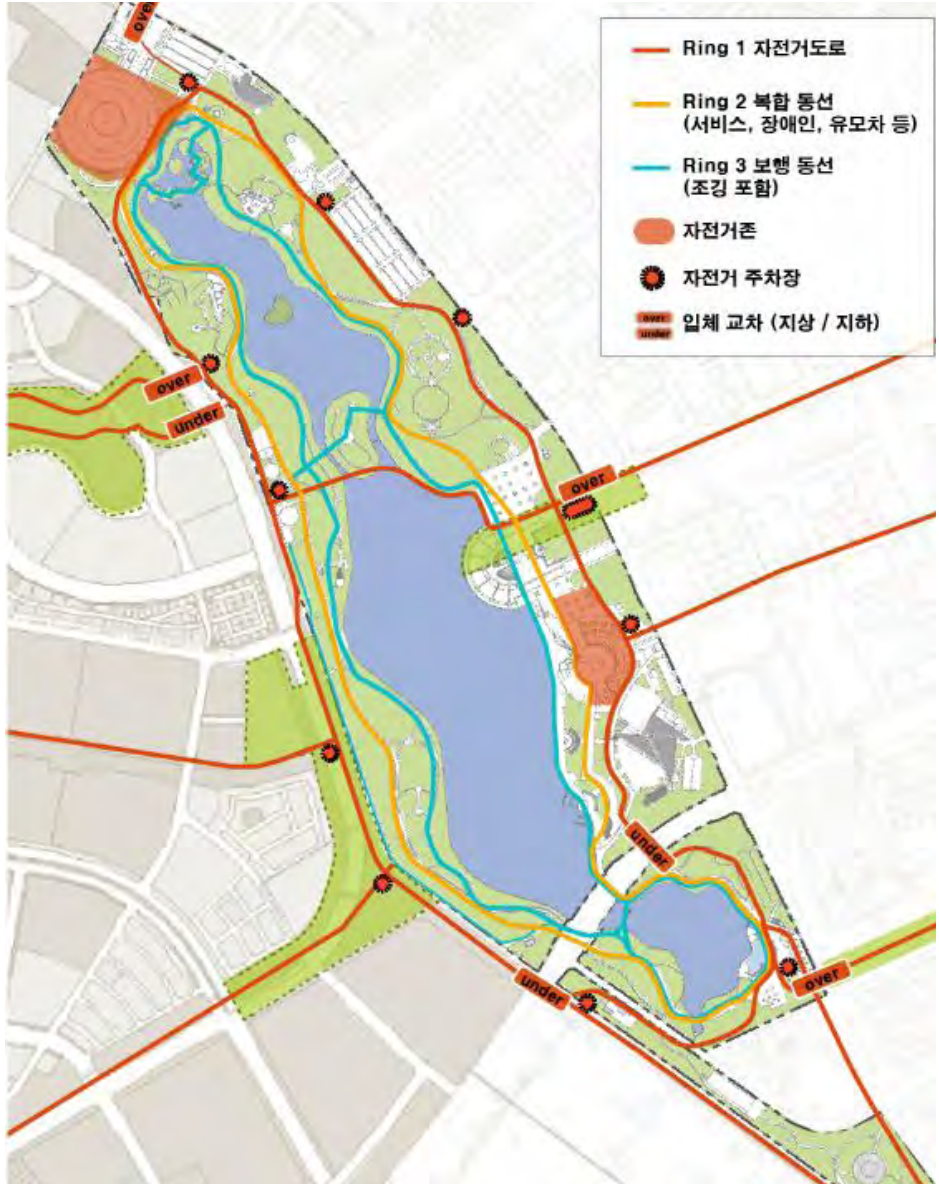 over
Ring 1 자전거도로
Ring 2 복합 동선
(서비스, 장애인, 유모차 등)
Ring 3 보행 동선
(조깅 포함)
자전거존
자전거 주차장
over
under
입체 교차 (지상 / 지하)
over
under
over
under
under
over